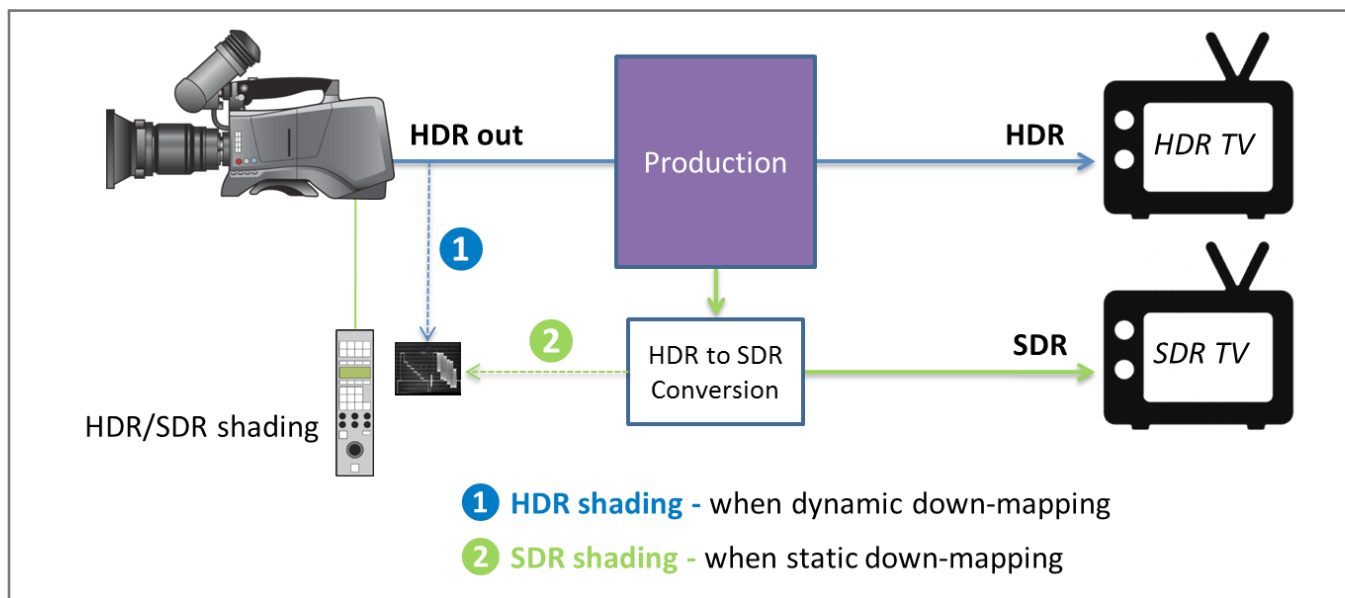 HDR out
Production
HDR
HDR TV
1
2
HDR to SDR
Conversion
SDR
SDR TV
HDR/SDR shading
1 HDR shading - when dynamic down-mapping
2 SDR shading - when static down-mapping